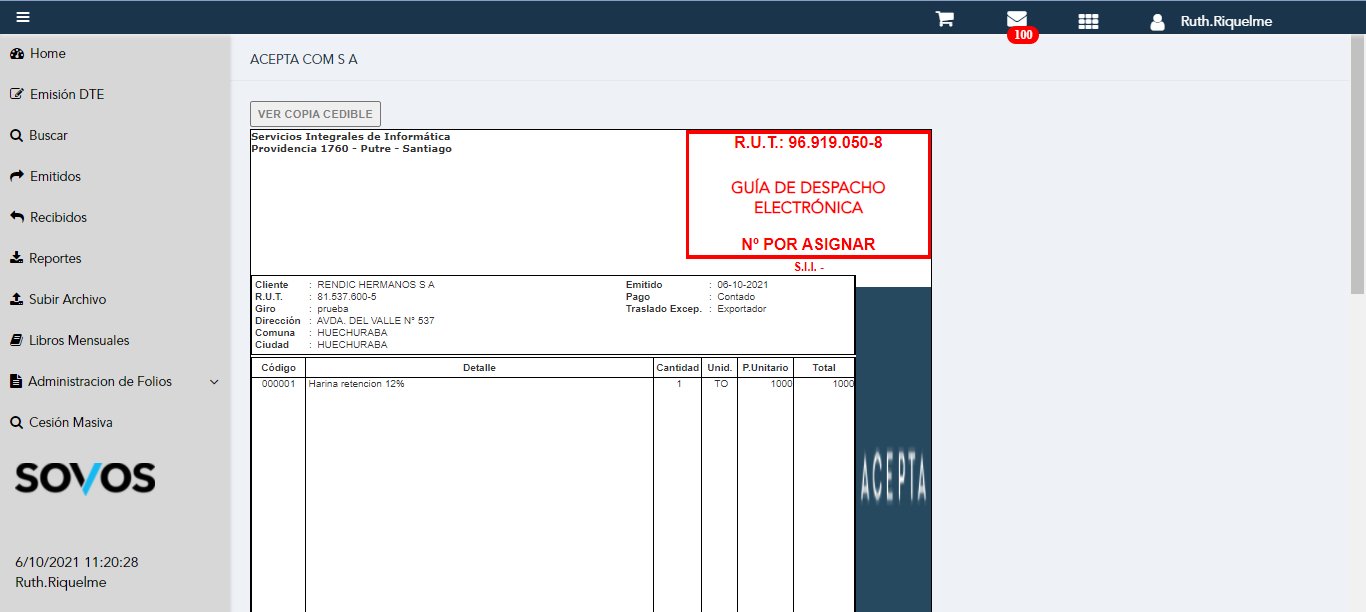 Ruth.Riquelme
100
Home
Emisión DTE
Buscar
Emitidos
Recibidos
Reportes
Subir Archivo
Libros Mensuales
Administracion de Folios
Cesión Masiva
SOVOS
6/10/2021 11:20:28
Ruth.Riquelme
ACEPTA COM S A
VER COPIA CEDIBLE
Servicios Integrales de Informática
Providencia 1760 - Putre - Santiago
R.U.T.: 96.919.050-8
GUÍA DE DESPACHO
ELECTRÓNICA
Nº POR ASIGNAR
S.I.I. -
Cliente : RENDIC HERMANOS S A Emitido : 06-10-2021
R.U.T. : 81.537.600-5 Pago : Contado
Giro : prueba Traslado Excep. : Exportador
Dirección : AVDA. DEL VALLE N° 537
Comuna : HUECHURABA
Ciudad : HUECHURABA
Código Detalle Cantidad Unid. P.Unitario Total
000001 Harina retencion 12% 1 TO 1000 1000
ACEPTA